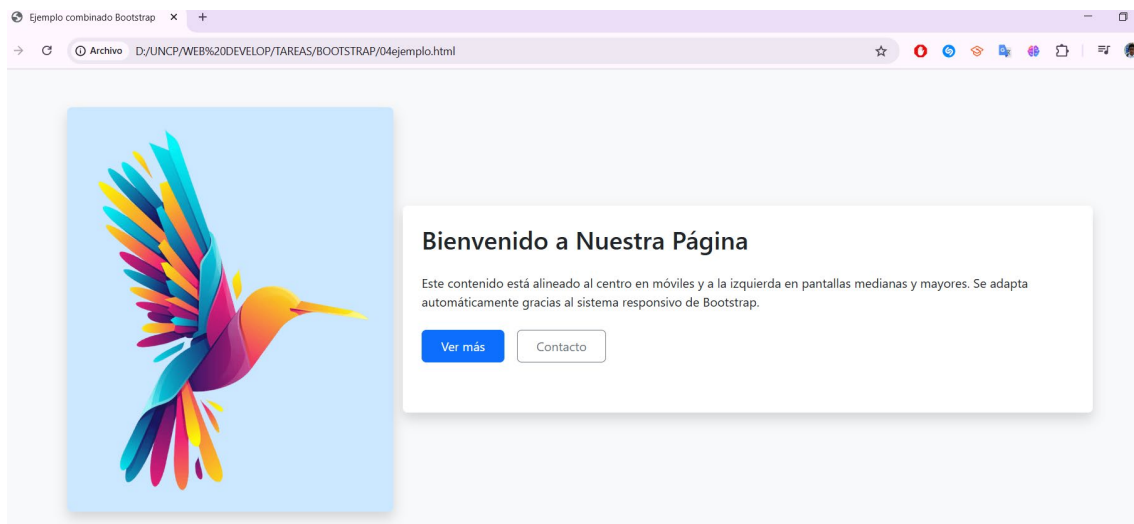 Ejemplo combinado Bootstrap
Archivo D:/UNCP/WEB%20DEVELOP/TAREAS/BOOTSTRAP/04ejemplo.html
Bienvenido a Nuestra Página
Este contenido está alineado al centro en móviles y a la izquierda en pantallas medianas y mayores. Se adapta
automáticamente gracias al sistema responsivo de Bootstrap.
Ver más Contacto